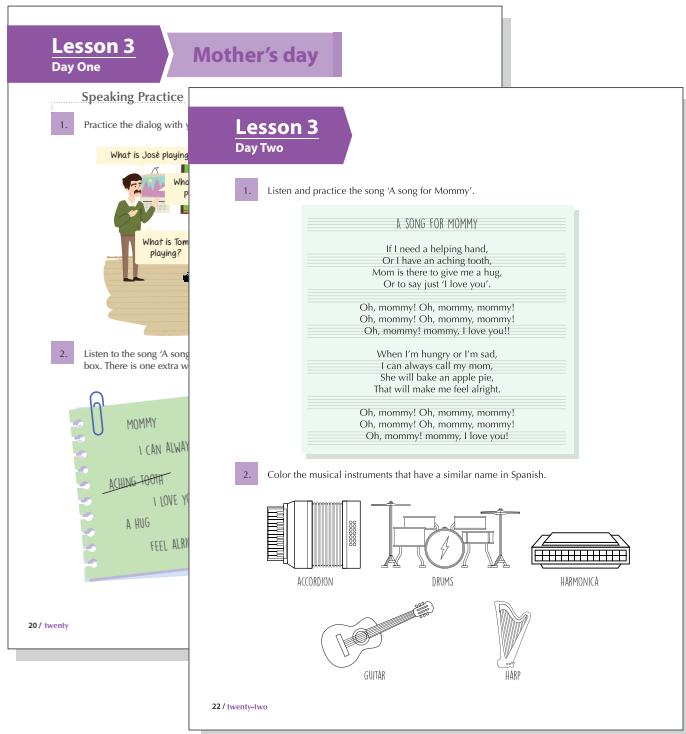 Lesson 3
Day One
Mother's day
Speaking Practice
1. Practice the dialog with
What is Josè playing
What is Tom
playing?
2. Listen to the song 'A song
box. There is one extra
MOMMY
I CAN ALWAY
ACHING TOOTH
I LOVE
A HUG
FEEL
20 / twenty
Lesson 3
Day Two
1. Listen and practice the song 'A song for Mommy'.
A SONG FOR MOMMY
If I need a helping hand,
Or I have an aching tooth,
Mom is there to give me a hug,
Or to say just 'I love you'.
Oh, mommy! Oh, mommy, mommy!
Oh, mommy! Oh, mommy, mommy!
Oh, mommy! mommy, I love you!!
When I'm hungry or I'm sad,
I can always call my mom,
She will bake an apple pie,
That will make me feel alright.
Oh, mommy! Oh, mommy, mommy!
Oh, mommy! Oh, mommy, mommy!
Oh, mommy! mommy, I love you!
2. Color the musical instruments that have a similar name in Spanish.
ACCORDION
DRUMS
HARMONICA
GUITAR
HARP
22 / twenty-two